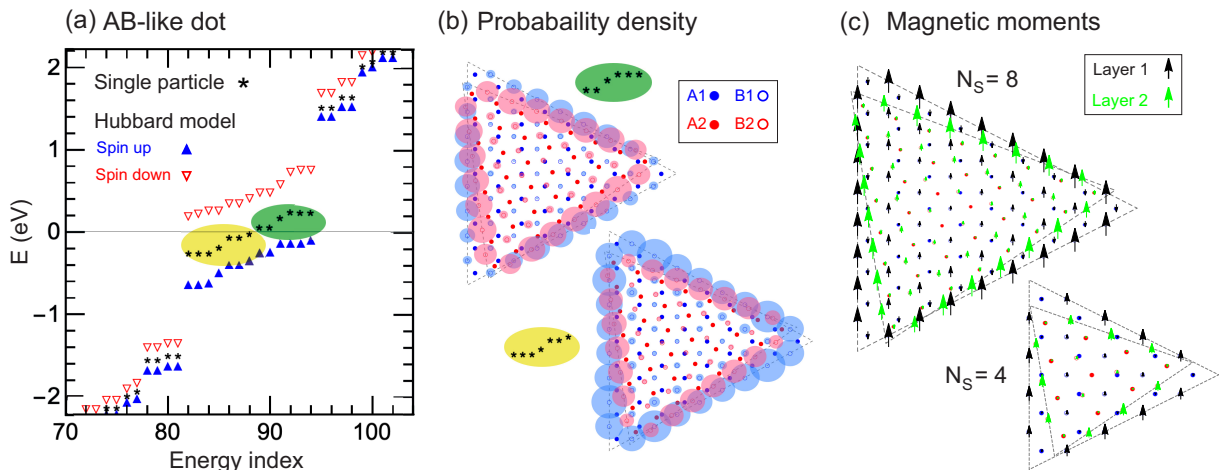 (a) AB-like dot
2
1
0
−1
−2
E (eV)
70
80
90
100
Energy index
Single particle *
Hubbard model
Spin up
Spin down
(b) Probabaility density
A1 B1
A2 B2
(c) Magnetic moments
Nₛ = 8
Layer 1
Layer 2
Nₛ = 4